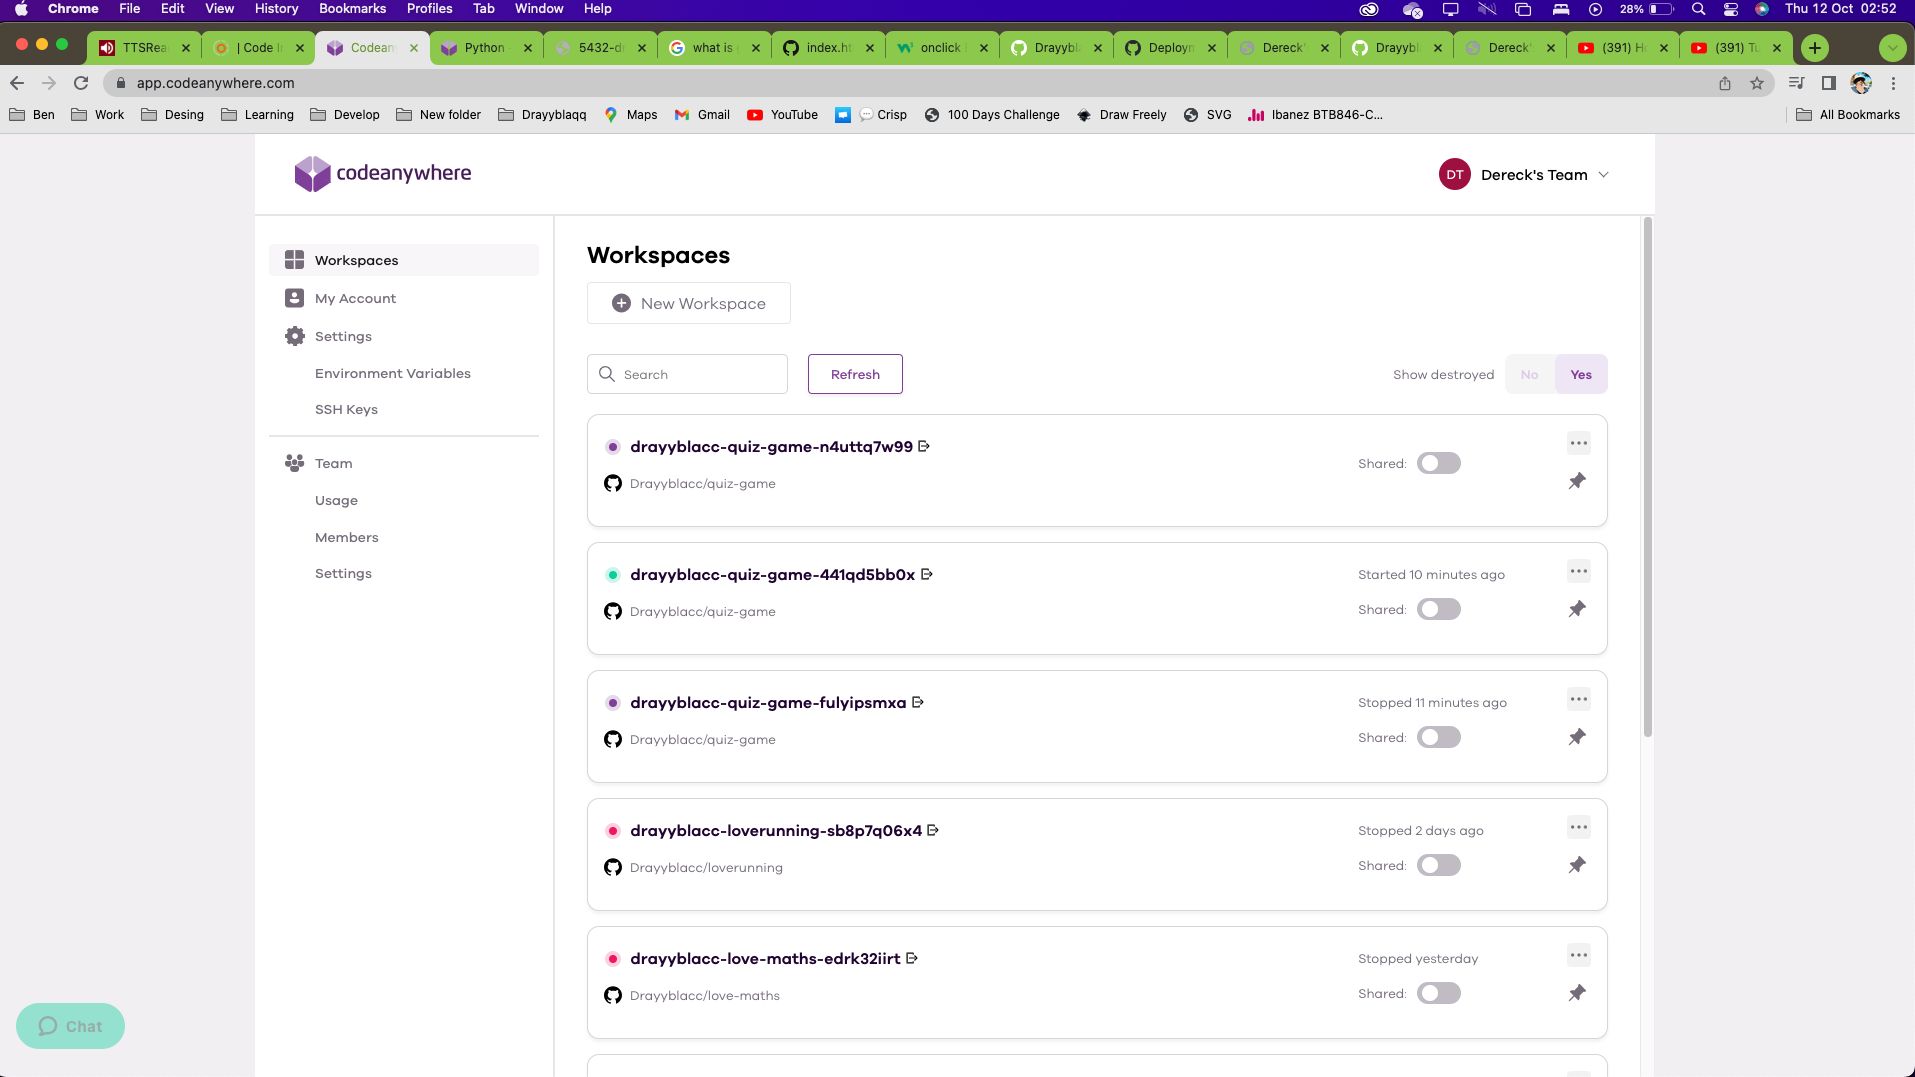 Chrome File Edit View History Bookmarks Profiles Tab Window Help 28% Thu 12 Oct 02:52
TTSRea | Code I Codean Python 5432-d what is index.ht onclick Drayybl Deploym Dereck' Drayybl Dereck' (391) H (391) Tu
app.codeanywhere.com
Ben Work Desing Learning Develop New folder Drayyblaqq Maps Gmail YouTube Crisp 100 Days Challenge Draw Freely SVG Ibanez BTB846-C... All Bookmarks
codeanywhere
DT Dereck's Team
Workspaces
My Account
Settings
Environment Variables
SSH Keys
Team
Usage
Members
Settings
Workspaces
New Workspace
Search Refresh Show destroyed No Yes
drayyblacc-quiz-game-n4uttq7w99
Shared:
Drayyblacc/quiz-game
drayyblacc-quiz-game-441qd5bb0x Started 10 minutes ago
Drayyblacc/quiz-game Shared:
drayyblacc-quiz-game-fulyipsmxa Stopped 11 minutes ago
Drayyblacc/quiz-game Shared:
drayyblacc-loverunning-sb8p7q06x4 Stopped 2 days ago
Drayyblacc/loverunning Shared:
drayyblacc-love-maths-edrk32iirt Stopped yesterday
Drayyblacc/love-maths Shared:
Chat